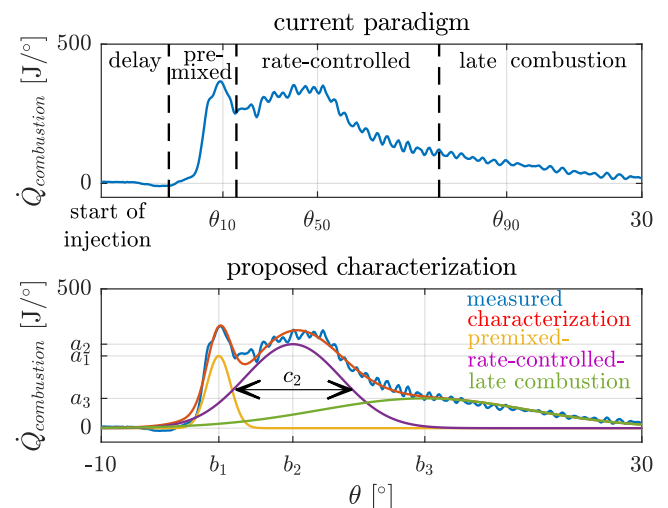 current paradigm
500
delay
pre-
mixed
rate-controlled
late combustion
Q̇combustion [J/°]
0
start of
injection
θ10
θ50
θ90
30
proposed characterization
500
measured
characterization
premixed-
rate-controlled-
late combustion
Q̇combustion [J/°]
a2
a1
c2
a3
0
-10
b1
b2
b3
30
θ [°]